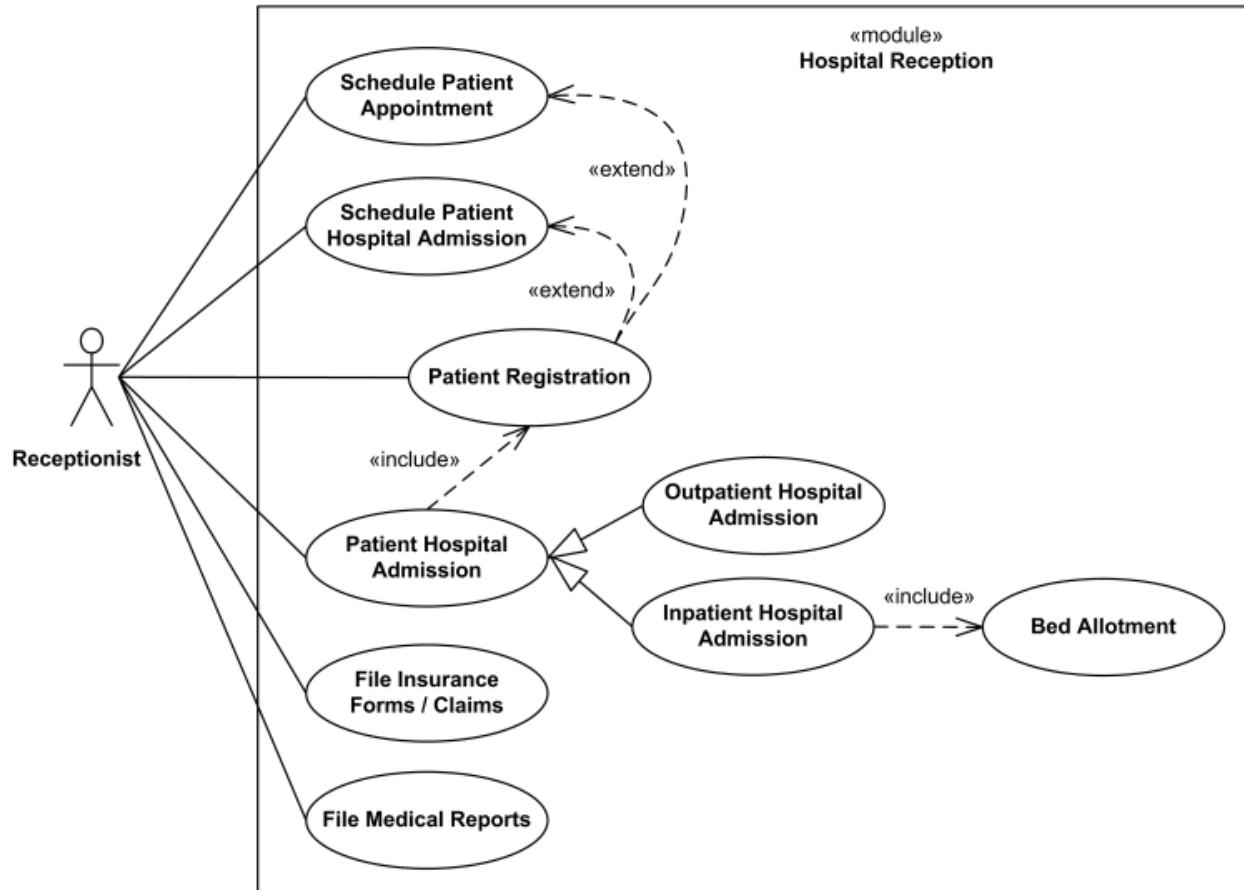 «module»
Hospital Reception
Schedule Patient
Appointment
«extend»
Schedule Patient
Hospital Admission
«extend»
Patient Registration
Receptionist
«include»
Outpatient Hospital
Admission
Patient Hospital
Admission
Inpatient Hospital
Admission
«include»
Bed Allotment
File Insurance
Forms / Claims
File Medical Reports